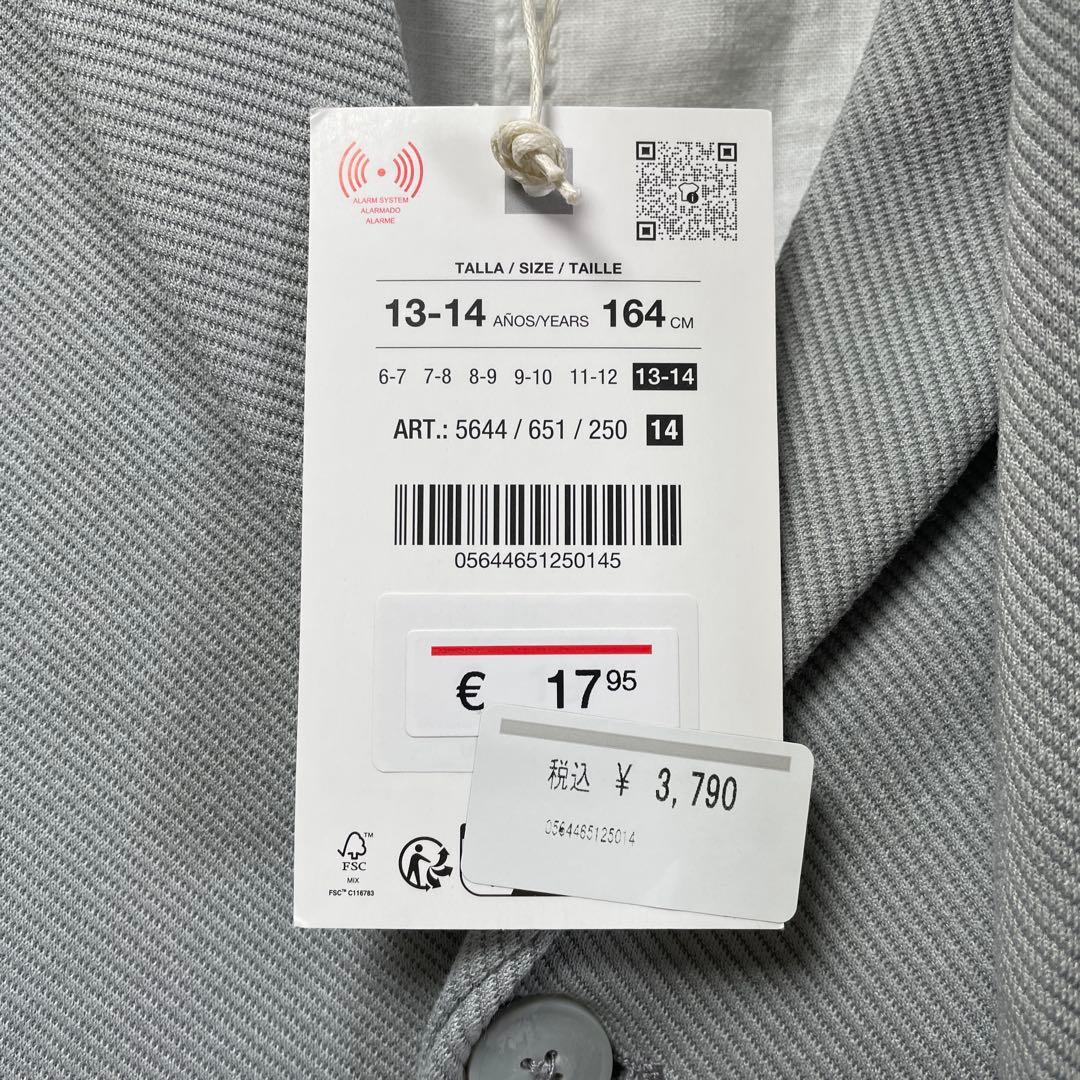 ALARM SYSTEM
ALARMADO
ALARME
TALLA / SIZE / TAILLE
13-14 AÑOS/YEARS 164 CM
6-7 7-8 8-9 9-10 11-12 13-14
ART.: 5644 / 651 / 250 14
05644651250145
€ 17 95
税込 ¥ 3,790
05644465125014
FSC™
MIX
FSC™ C116783